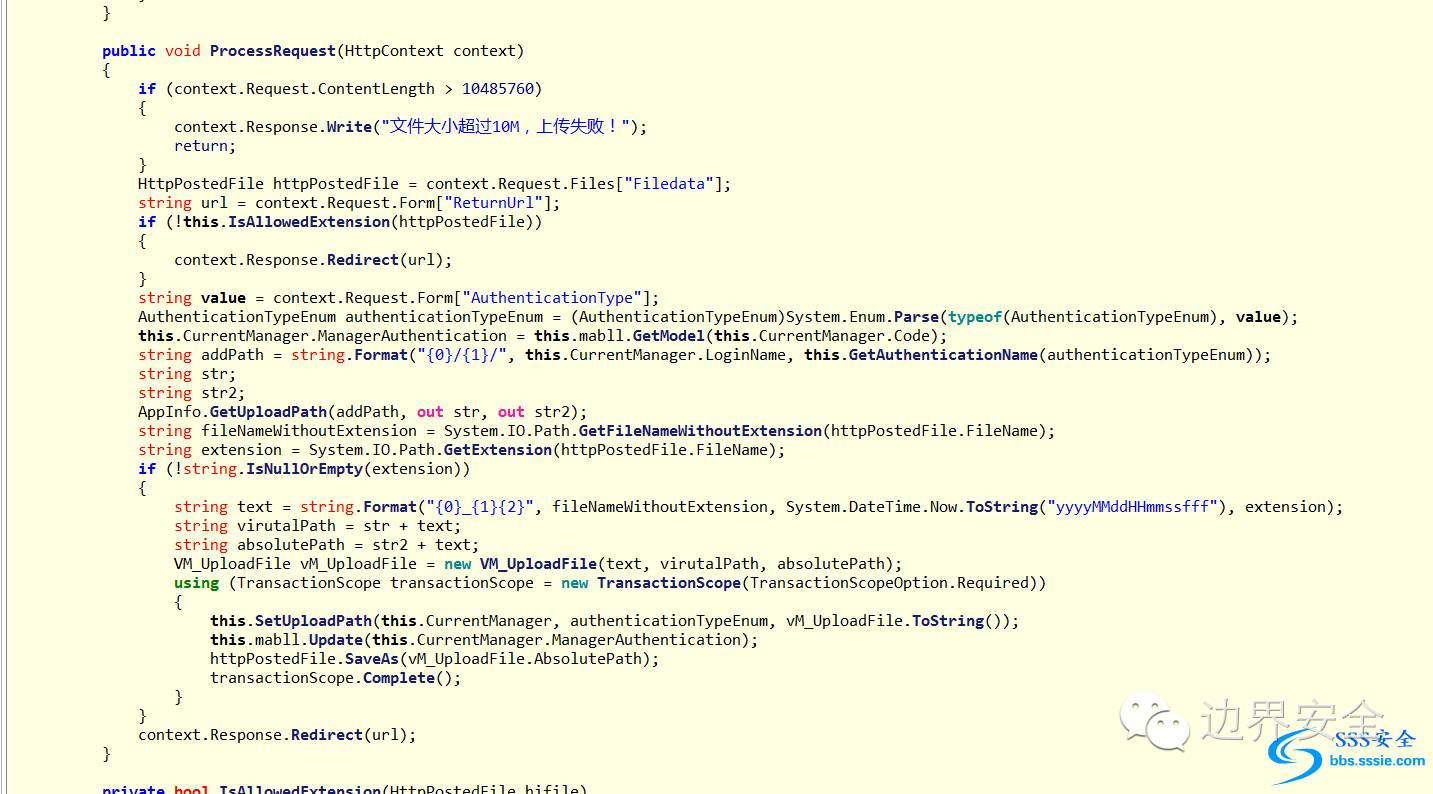 }
public void ProcessRequest(HttpContext context)
{
if (context.Request.ContentLength > 10485760)
{
context.Response.Write("文件大小超过10M，上传失败！");
return;
}
HttpPostedFile httpPostedFile = context.Request.Files["Filedata"];
string url = context.Request.Form["ReturnUrl"];
if (!this.IsAllowedExtension(httpPostedFile))
{
context.Response.Redirect(url);
}
string value = context.Request.Form["AuthenticationType"];
AuthenticationTypeEnum authenticationTypeEnum = (AuthenticationTypeEnum)System.Enum.Parse(typeof(AuthenticationTypeEnum), value);
this.CurrentManager.ManagerAuthentication = this.mabll.GetModel(this.CurrentManager.Code);
string addPath = string.Format("{0}/{1}/", this.CurrentManager.LoginName, this.GetAuthenticationName(authenticationTypeEnum));
string str;
string str2;
AppInfo.GetUploadPath(addPath, out str, out str2);
string fileNameWithoutExtension = System.IO.Path.GetFileNameWithoutExtension(httpPostedFile.FileName);
string extension = System.IO.Path.GetExtension(httpPostedFile.FileName);
if (!string.IsNullOrEmpty(extension))
{
string text = string.Format("{0}_{1}{2}", fileNameWithoutExtension, System.DateTime.Now.ToString("yyyyMMddHHmmssfff"), extension);
string virutalPath = str + text;
string absolutePath = str2 + text;
VM_UploadFile vM_UploadFile = new VM_UploadFile(text, virutalPath, absolutePath);
using (TransactionScope transactionScope = new TransactionScope(TransactionScopeOption.Required))
{
this.SetUploadPath(this.CurrentManager, authenticationTypeEnum, vM_UploadFile.ToString());
this.mabll.Update(this.CurrentManager.ManagerAuthentication);
httpPostedFile.SaveAs(vM_UploadFile.AbsolutePath);
transactionScope.Complete();
}
}
context.Response.Redirect(url);
}
private bool IsAllowedExtension(HttpPostedFile hifile)
边界安全
SSS安全
bbs.sssie.com